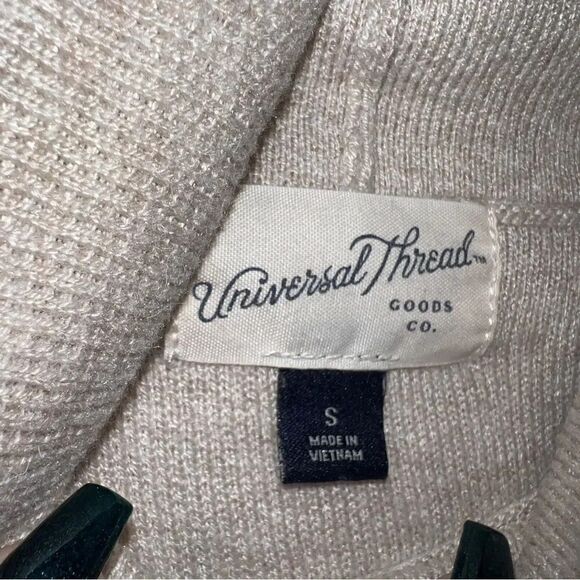 Universal Thread™
GOODS
CO.
S
MADE IN
VIETNAM